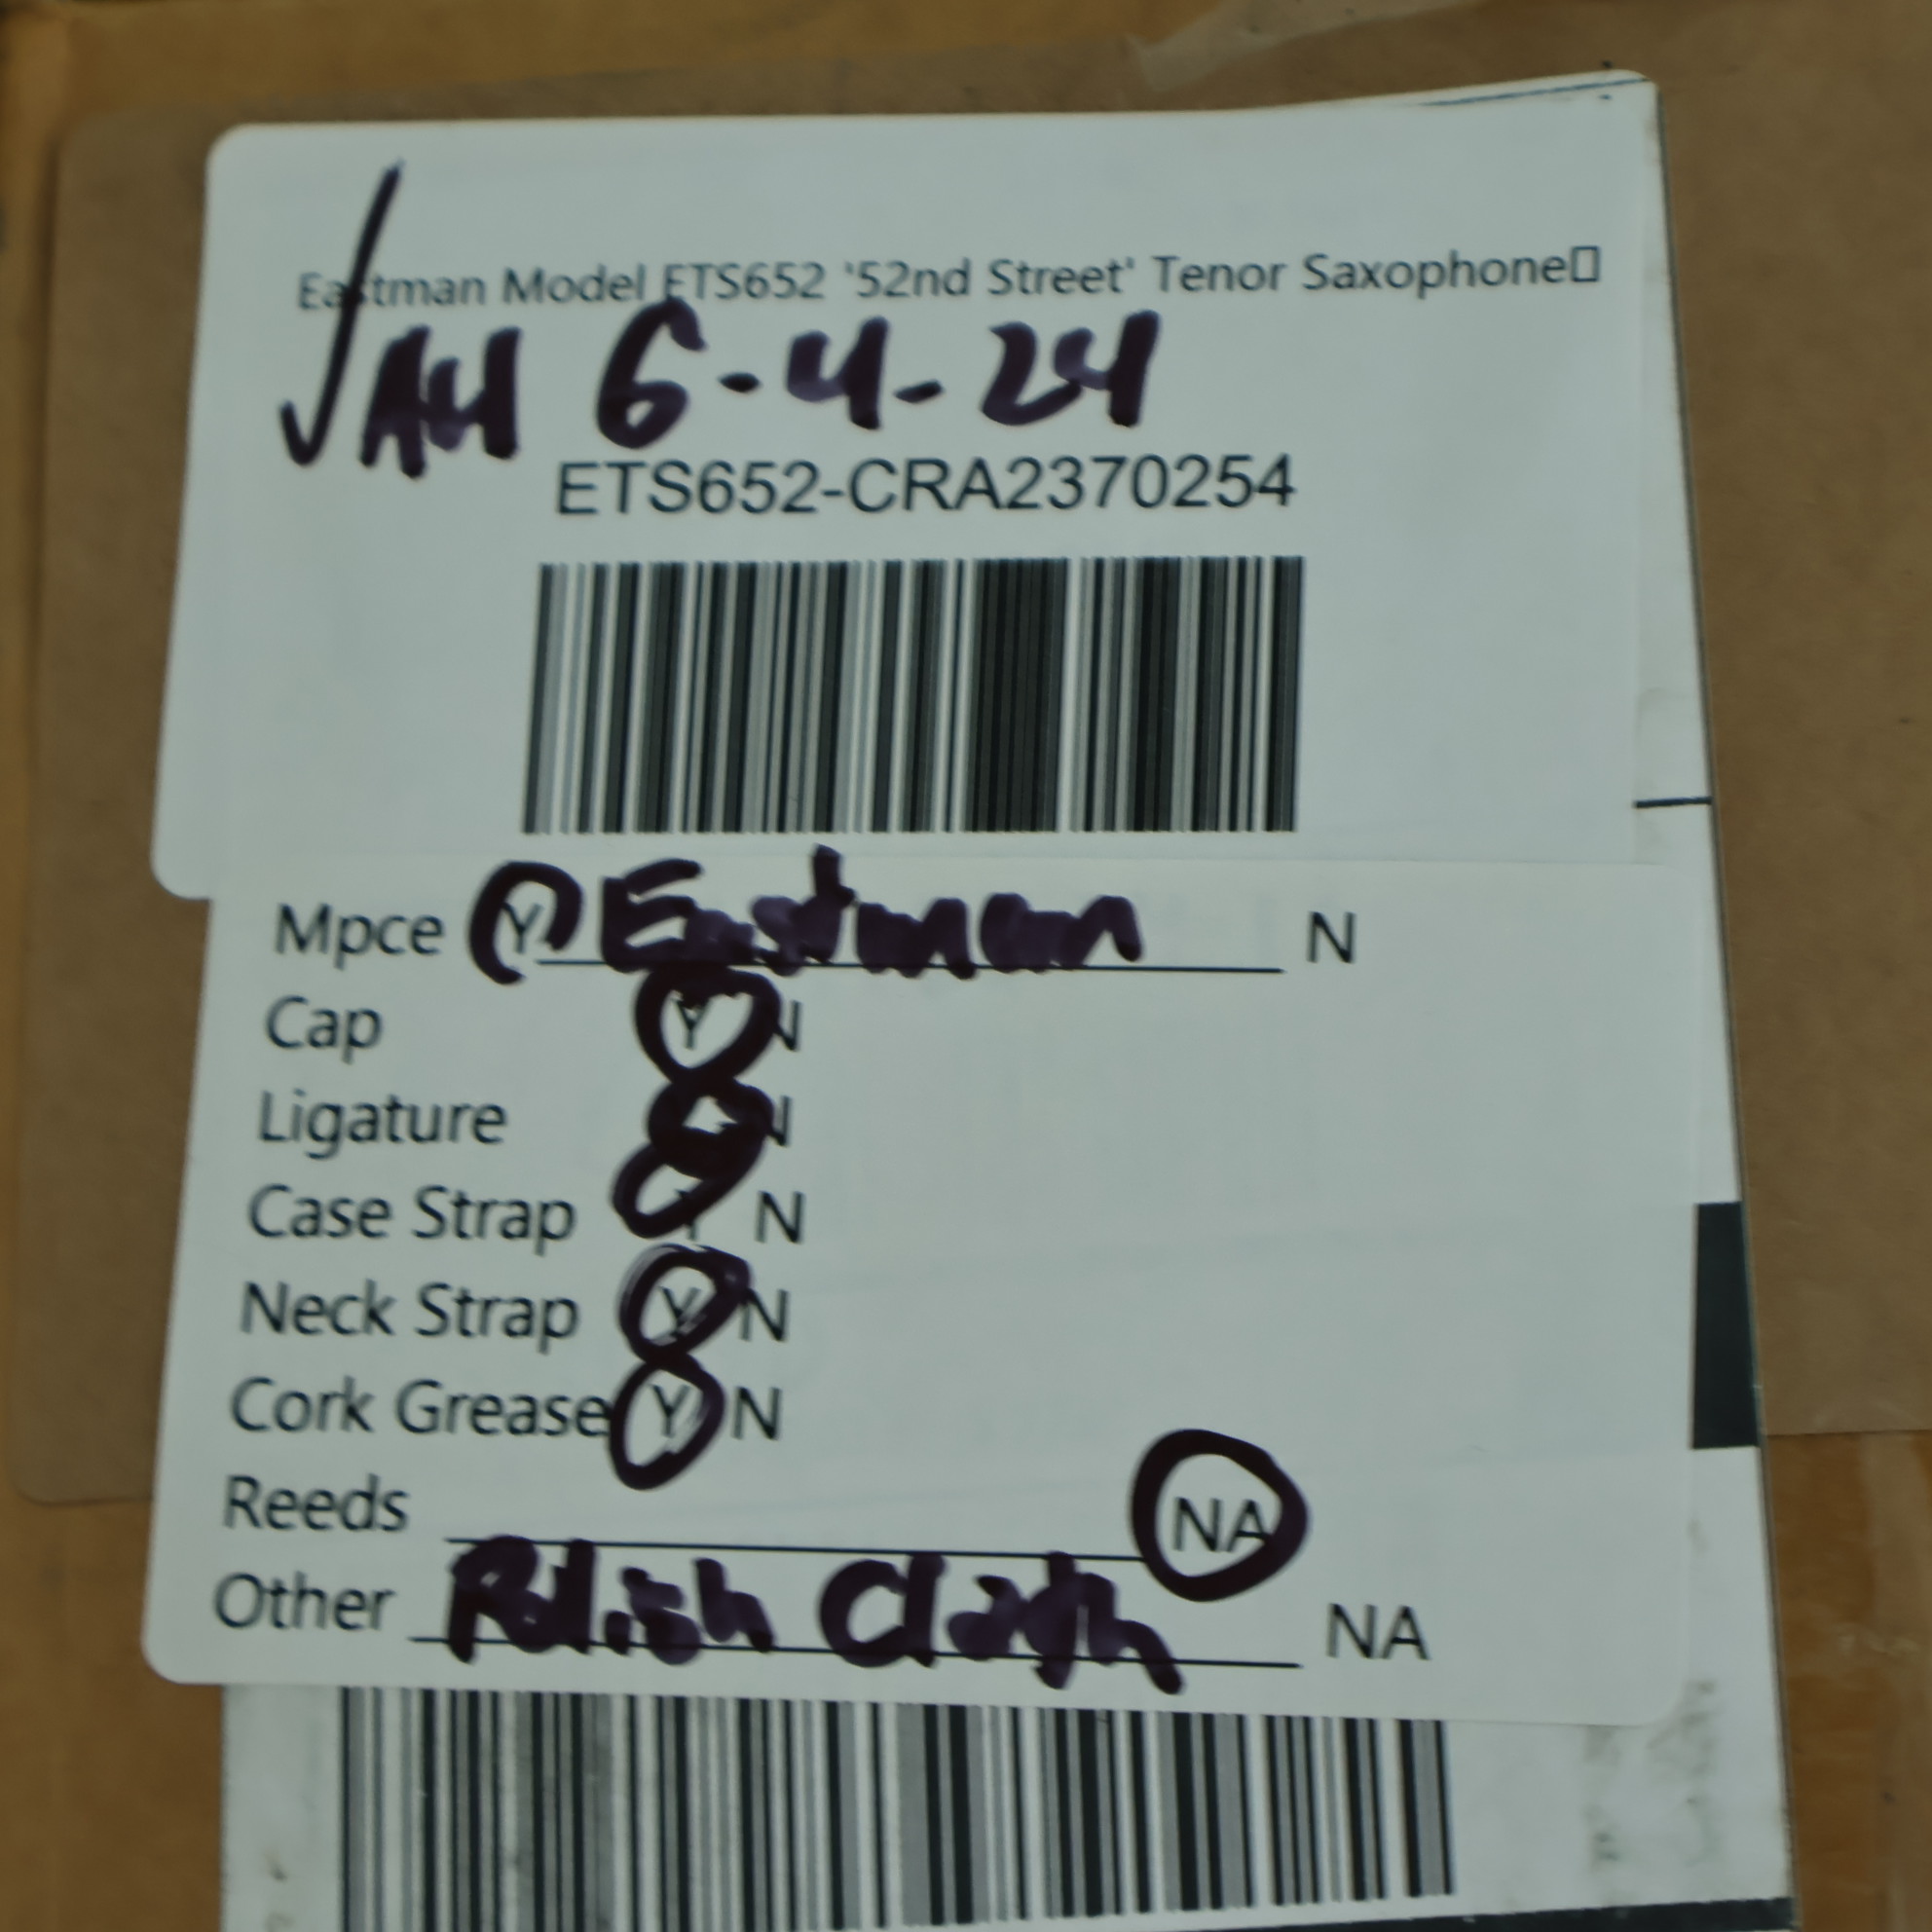 Eastman Model ETS652 '52nd Street' Tenor Saxophone▯
✓ AH 6-4-24
ETS652-CRA2370254
Mpce Y Eastman N
Cap Y N
Ligature N
Case Strap Y N
Neck Strap Y N
Cork Grease Y N
Reeds NA
Other Polish Cloth NA